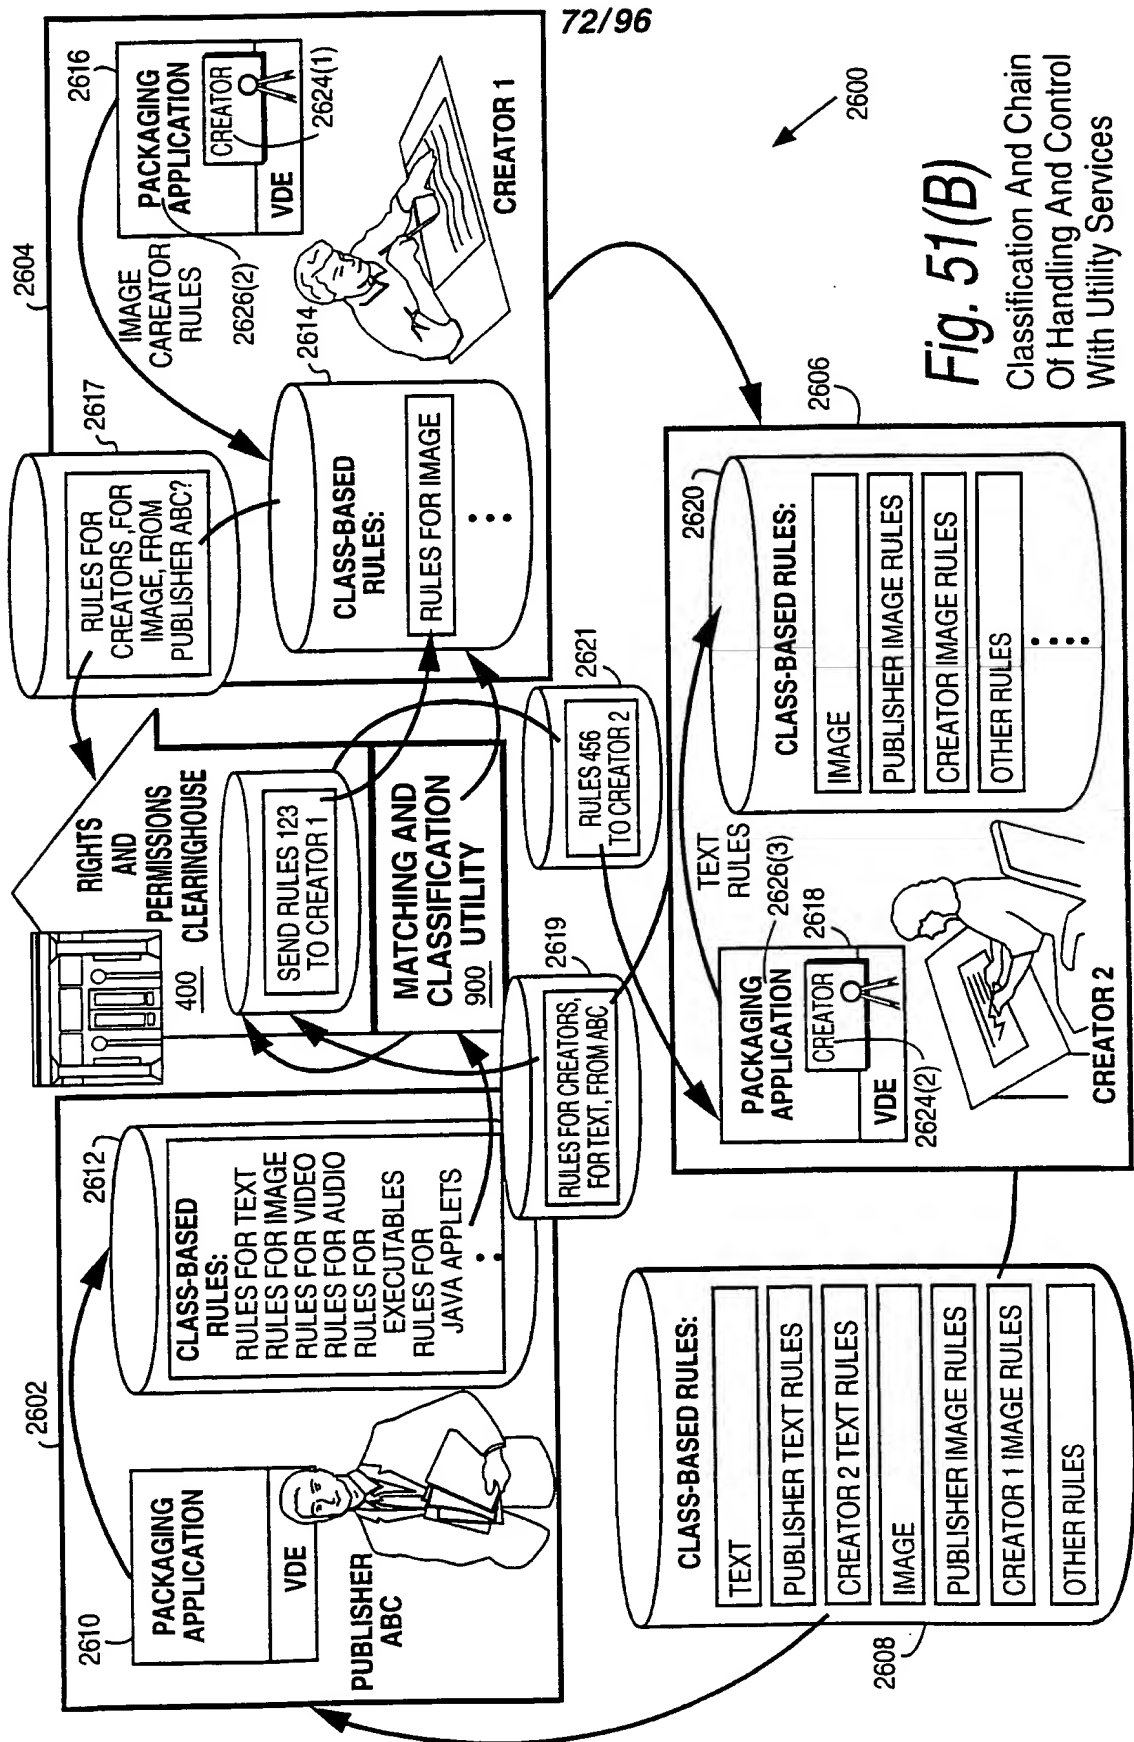 72/96
2602
2610
PACKAGING
APPLICATION
VDE
PUBLISHER
ABC
2612
CLASS-BASED
RULES:
RULES FOR TEXT
RULES FOR IMAGE
RULES FOR VIDEO
RULES FOR AUDIO
RULES FOR
EXECUTABLES
RULES FOR
JAVA APPLETS
RIGHTS
AND
PERMISSIONS
CLEARINGHOUSE
400
SEND RULES 123
TO CREATOR 1
MATCHING AND
CLASSIFICATION
900 UTILITY
2617
RULES FOR
CREATORS ,FOR
IMAGE, FROM
PUBLISHER ABC?
2604
IMAGE
CAREATOR
RULES
2626(2)
2616
PACKAGING
APPLICATION
CREATOR
VDE
2624(1)
2614
CLASS-BASED
RULES:
RULES FOR IMAGE
CREATOR 1
2619
RULES FOR CREATORS,
FOR TEXT, FROM ABC
2621
RULES 456
TO CREATOR 2
2608
CLASS-BASED RULES:
TEXT
PUBLISHER TEXT RULES
CREATOR 2 TEXT RULES
IMAGE
PUBLISHER IMAGE RULES
CREATOR 1 IMAGE RULES
OTHER RULES
PACKAGING
APPLICATION
CREATOR
VDE
2624(2)
2618
2626(3)
TEXT
RULES
CREATOR 2
2620
CLASS-BASED RULES:
IMAGE
PUBLISHER IMAGE RULES
CREATOR IMAGE RULES
OTHER RULES
2606
2600
Fig. 51(B)
Classification And Chain
Of Handling And Control
With Utility Services